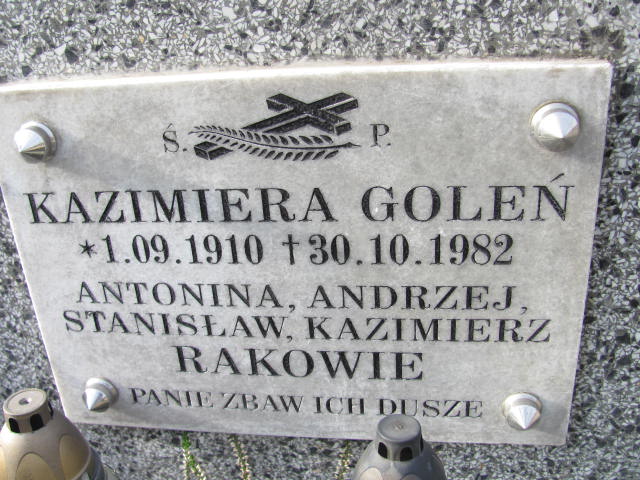 Ś. P.
KAZIMIERA GOLEŃ
*1.09.1910 †30.10.1982
ANTONINA, ANDRZEJ,
STANISŁAW, KAZIMIERZ
RAKOWIE
PANIE ZBAW ICH DUSZE